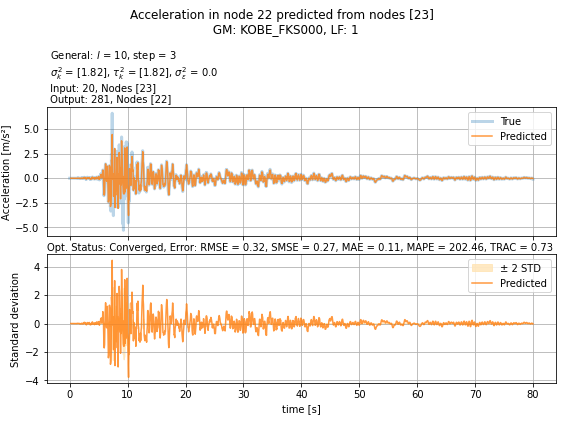 Acceleration in node 22 predicted from nodes [23]
GM: KOBE_FKS000, LF: 1
General: l = 10, step = 3
σ²ₖ = [1.82], τ²ₖ = [1.82], σ²ε = 0.0
Input: 20, Nodes [23]
Output: 281, Nodes [22]
Acceleration [m/s²]
5.0
2.5
0.0
−2.5
−5.0
True
Predicted
Opt. Status: Converged, Error: RMSE = 0.32, SMSE = 0.27, MAE = 0.11, MAPE = 202.46, TRAC = 0.73
Standard deviation
4
2
0
−2
−4
± 2 STD
Predicted
0 10 20 30 40 50 60 70 80
time [s]